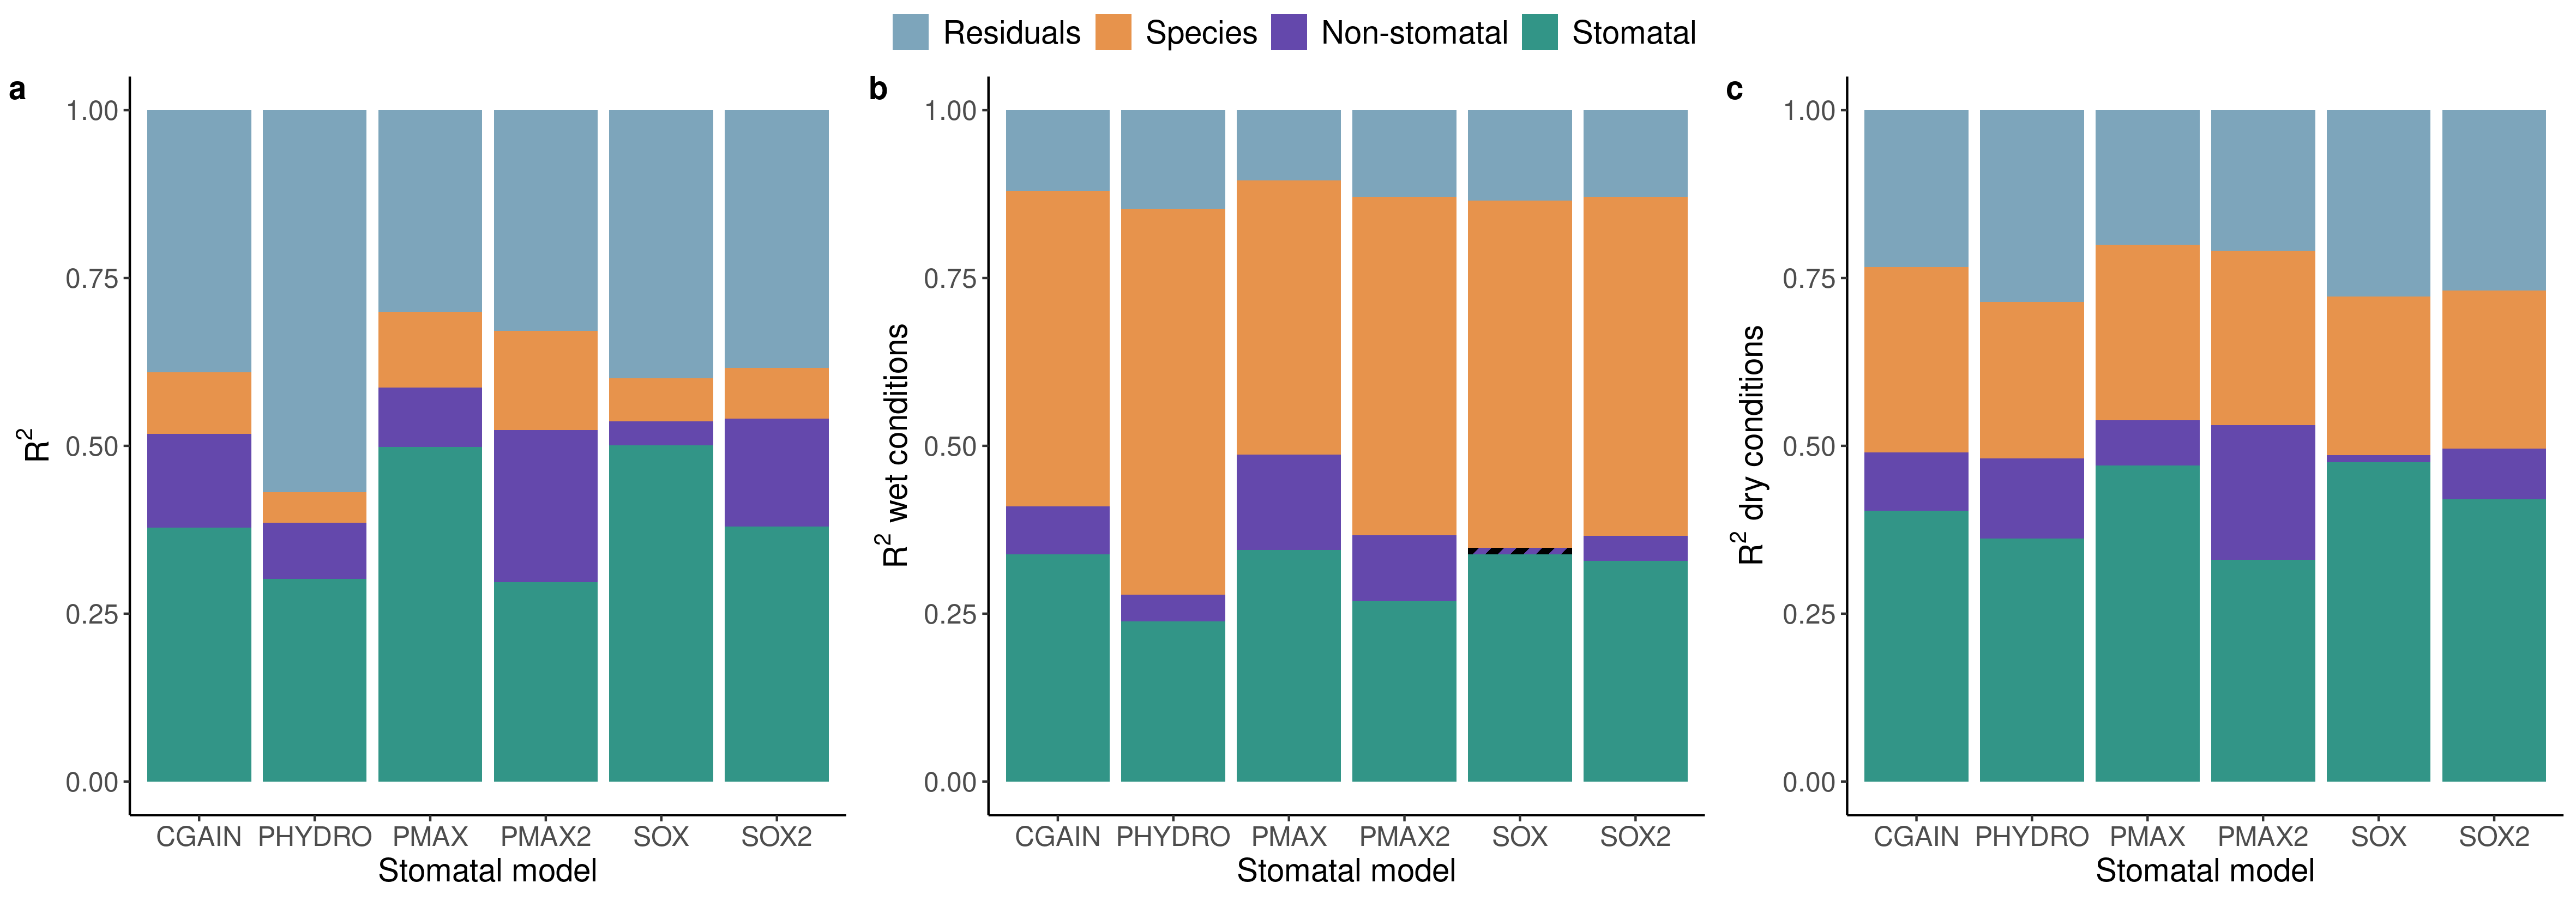 Residuals Species Non-stomatal Stomatal
a
R²
1.00
0.75
0.50
0.25
0.00
CGAIN PHYDRO PMAX PMAX2 SOX SOX2
Stomatal model
b
R² wet conditions
1.00
0.75
0.50
0.25
0.00
CGAIN PHYDRO PMAX PMAX2 SOX SOX2
Stomatal model
c
R² dry conditions
1.00
0.75
0.50
0.25
0.00
CGAIN PHYDRO PMAX PMAX2 SOX SOX2
Stomatal model